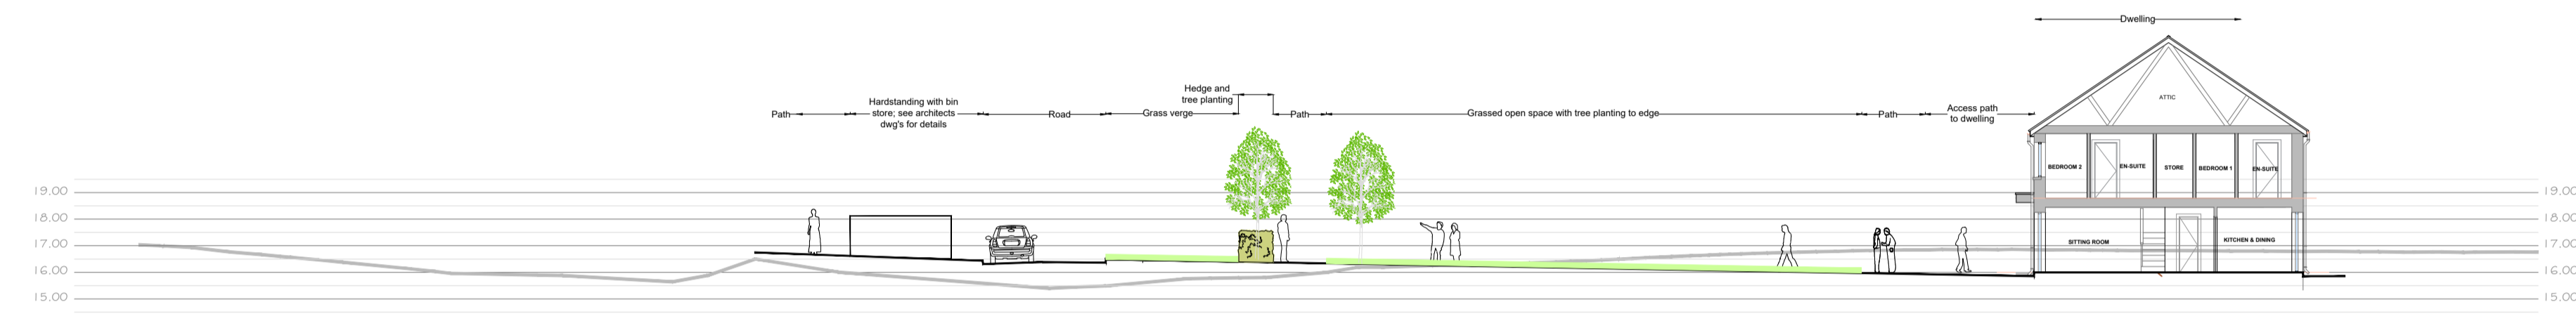 Dwelling
Hedge and
tree planting
Path
Hardstanding with bin
store; see architects
dwg's for details
Road
Grass verge
Path
Grassed open space with tree planting to edge
Path
Access path
to dwelling
ATTIC
BEDROOM 2
EN-SUITE
STORE
BEDROOM 1
EN-SUITE
SITTING ROOM
KITCHEN & DINING
19.00
18.00
17.00
16.00
15.00
19.00
18.00
17.00
16.00
15.00